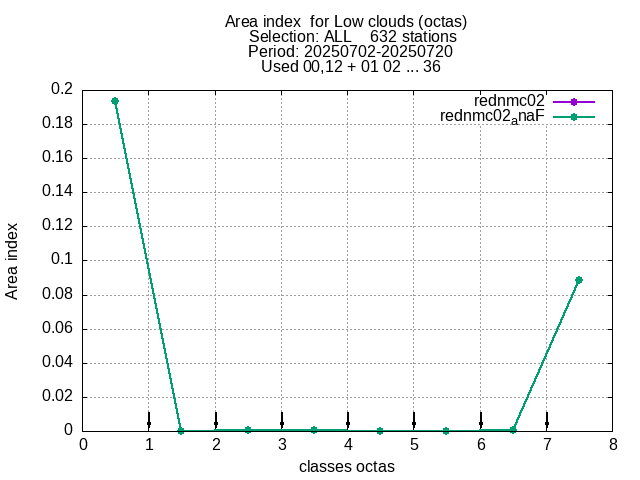 Area index  for Low clouds (octas)
Selection: ALL    632 stations
Period: 20250702-20250720
Used 00,12 + 01 02 ... 36
rednmc02
rednmc02anaF
0.2
0.18
0.16
0.14
0.12
0.1
0.08
0.06
0.04
0.02
0
Area index
0 1 2 3 4 5 6 7 8
classes octas